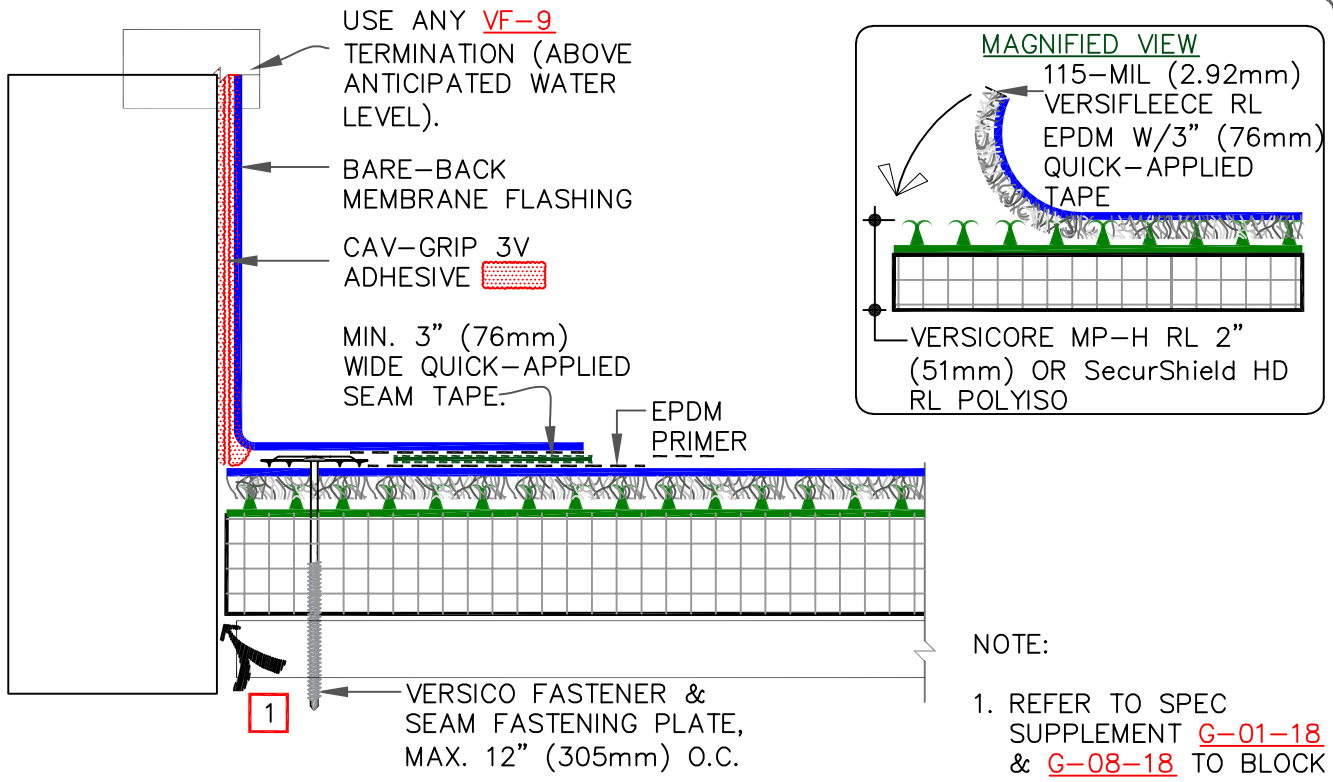 USE ANY VF-9
TERMINATION (ABOVE
ANTICIPATED WATER
LEVEL).
BARE-BACK
MEMBRANE FLASHING
CAV-GRIP 3V
ADHESIVE
MIN. 3" (76mm)
WIDE QUICK-APPLIED
SEAM TAPE.
EPDM
PRIMER
MAGNIFIED VIEW
115-MIL (2.92mm)
VERSIFLEECE RL
EPDM W/3" (76mm)
QUICK-APPLIED
TAPE
VERSICORE MP-H RL 2"
(51mm) OR SecurShield HD
RL POLYISO
1
VERSICO FASTENER &
SEAM FASTENING PLATE,
MAX. 12" (305mm) O.C.
NOTE:
1. REFER TO SPEC
SUPPLEMENT G-01-18
& G-08-18 TO BLOCK